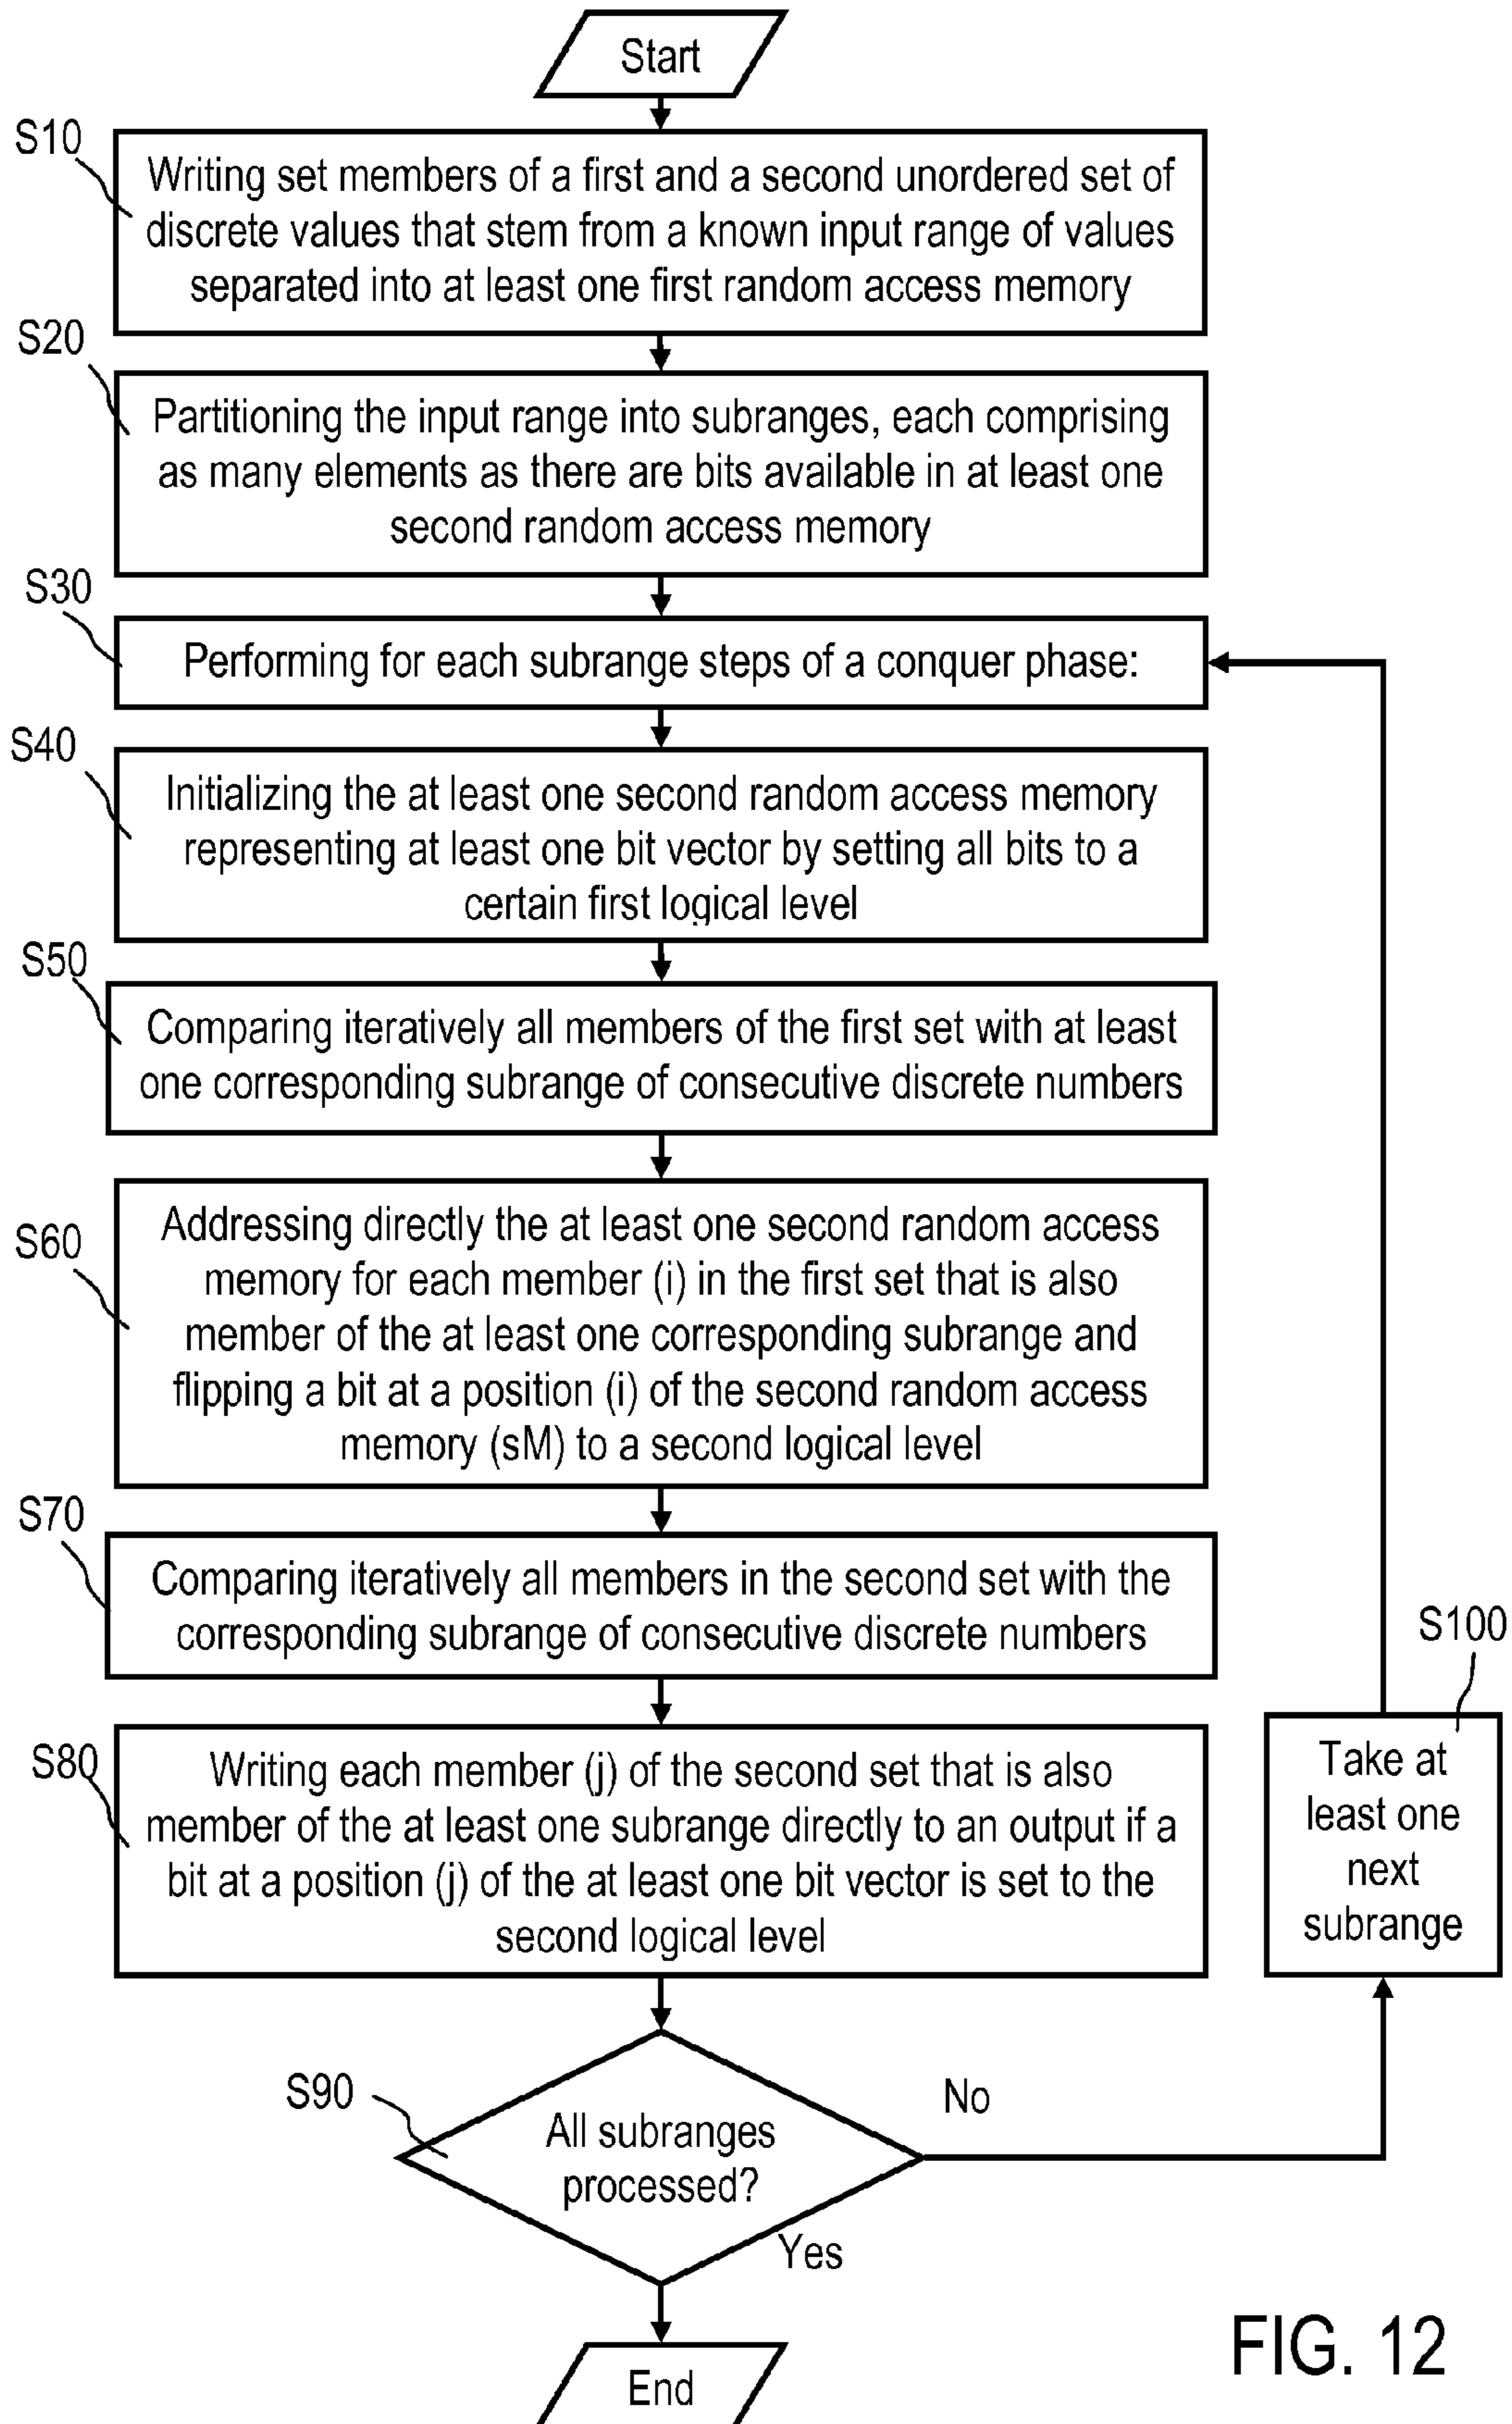 Start
S10
Writing set members of a first and a second unordered set of
discrete values that stem from a known input range of values
separated into at least one first random access memory
S20
Partitioning the input range into subranges, each comprising
as many elements as there are bits available in at least one
second random access memory
S30
Performing for each subrange steps of a conquer phase:
S40
Initializing the at least one second random access memory
representing at least one bit vector by setting all bits to a
certain first logical level
S50
Comparing iteratively all members of the first set with at least
one corresponding subrange of consecutive discrete numbers
S60
Addressing directly the at least one second random access
memory for each member (i) in the first set that is also
member of the at least one corresponding subrange and
flipping a bit at a position (i) of the second random access
memory (sM) to a second logical level
S70
Comparing iteratively all members in the second set with the
corresponding subrange of consecutive discrete numbers
S80
Writing each member (j) of the second set that is also
member of the at least one subrange directly to an output if a
bit at a position (j) of the at least one bit vector is set to the
second logical level
S100
Take at
least one
next
subrange
S90
All subranges
processed?
No
Yes
End
FIG. 12